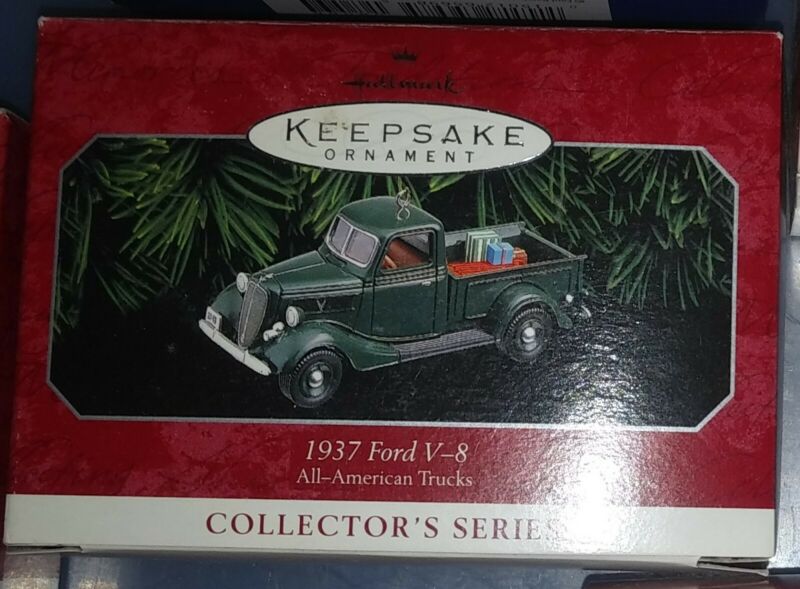 Hallmark
KEEPSAKE
ORNAMENT
1937 Ford V-8
All-American Trucks
COLLECTOR'S SERIES